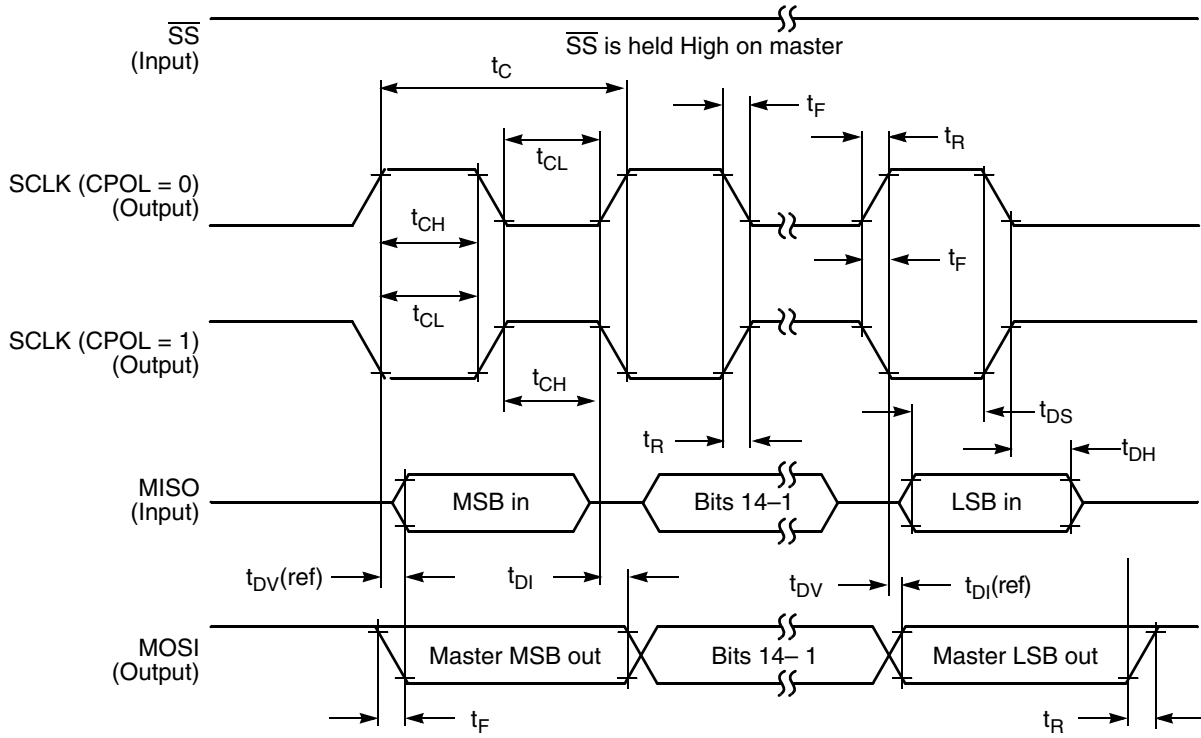 SS
(Input)
SS is held High on master
tC
tF
tR
tCL
SCLK (CPOL = 0)
(Output)
tCH
tF
tCL
SCLK (CPOL = 1)
(Output)
tCH
tDS
tR
tDH
MISO
(Input)
MSB in
Bits 14–1
LSB in
tDV(ref)
tDI
tDV
tDI(ref)
MOSI
(Output)
Master MSB out
Bits 14– 1
Master LSB out
tF
tR